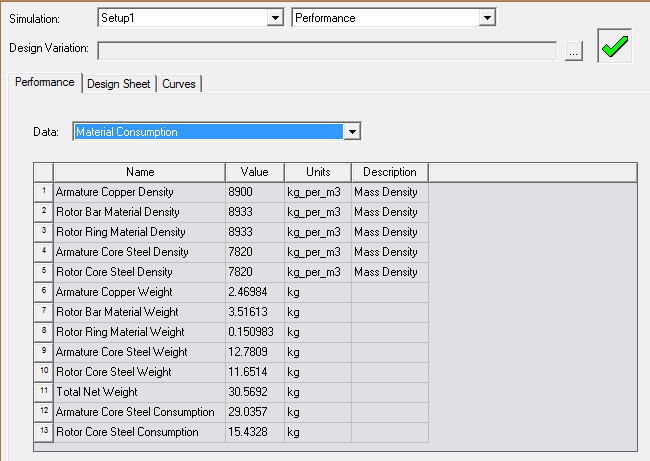 Simulation: Setup1 Performance
Design Variation: ...
Performance Design Sheet Curves
Data: Material Consumption
Name Value Units Description
1 Armature Copper Density 8900 kg_per_m3 Mass Density
2 Rotor Bar Material Density 8933 kg_per_m3 Mass Density
3 Rotor Ring Material Density 8933 kg_per_m3 Mass Density
4 Armature Core Steel Density 7820 kg_per_m3 Mass Density
5 Rotor Core Steel Density 7820 kg_per_m3 Mass Density
6 Armature Copper Weight 2.46984 kg
7 Rotor Bar Material Weight 3.51613 kg
8 Rotor Ring Material Weight 0.150983 kg
9 Armature Core Steel Weight 12.7809 kg
10 Rotor Core Steel Weight 11.6514 kg
11 Total Net Weight 30.5692 kg
12 Armature Core Steel Consumption 29.0357 kg
13 Rotor Core Steel Consumption 15.4328 kg